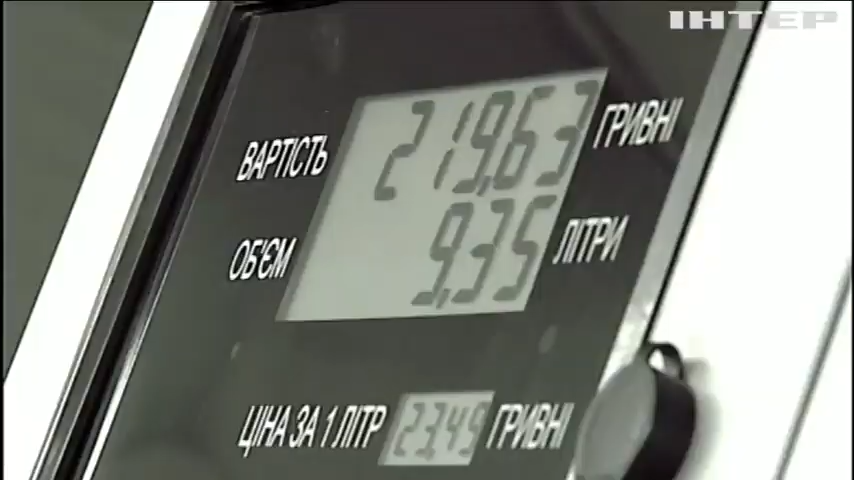 ІНТЕР
ВАРТІСТЬ 219,63 ГРИВНІ
ОБ'ЄМ 9,35 ЛІТРИ
ЦІНА ЗА 1 ЛІТР 23.49 ГРИВНІ